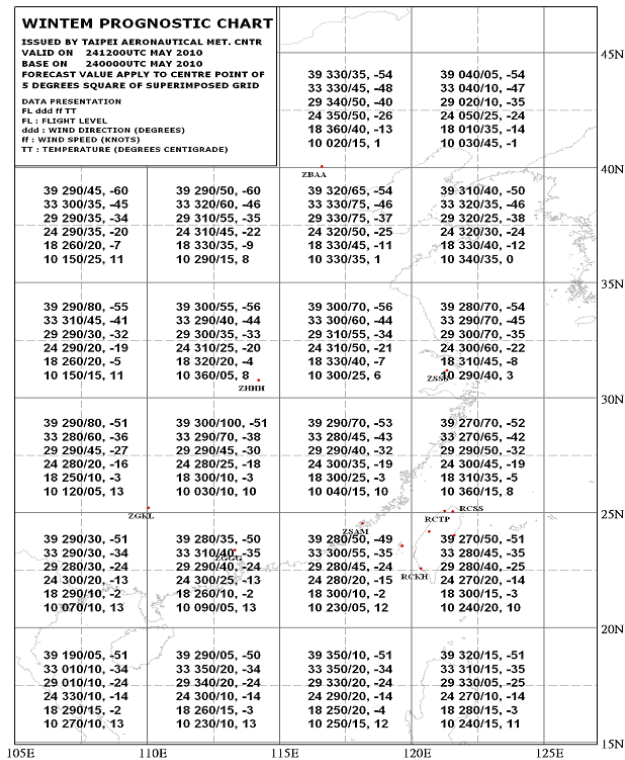 WINTEM PROGNOSTIC CHART
ISSUED BY TAIPEI AERONAUTICAL MET. CNTR
VALID ON 241200UTC MAY 2010
BASE ON 240000UTC MAY 2010
FORECAST VALUE APPLY TO CENTRE POINT OF
5 DEGREES SQUARE OF SUPERIMPOSED GRID
DATA PRESENTATION
FL ddd ff TT
FL : FLIGHT LEVEL
ddd : WIND DIRECTION (DEGREES)
ff : WIND SPEED (KNOTS)
TT : TEMPERATURE (DEGREES CENTIGRADE)
45N
39 330/35, -54 39 040/05, -54
33 330/45, -48 33 040/10, -47
29 340/50, -40 29 020/10, -35
24 350/50, -26 24 050/25, -24
18 360/40, -13 18 010/35, -14
10 020/15, 1 10 030/45, -1
40N
ZBAA
39 290/45, -60 39 290/50, -60 39 320/65, -54 39 310/40, -50
33 300/35, -45 33 320/60, -46 33 330/75, -46 33 320/35, -46
29 290/35, -34 29 310/55, -35 29 330/75, -37 29 320/25, -38
24 290/35, -20 24 310/45, -22 24 320/50, -25 24 320/30, -24
18 260/20, -7 18 330/35, -9 18 330/45, -11 18 330/40, -12
10 150/25, 11 10 290/15, 8 10 330/35, 1 10 340/35, 0
35N
39 290/80, -55 39 300/55, -56 39 300/70, -56 39 280/70, -54
33 310/45, -41 33 290/40, -44 33 300/60, -44 33 290/70, -45
29 290/30, -32 29 300/35, -33 29 310/55, -34 29 300/70, -35
24 290/20, -19 24 310/25, -20 24 310/50, -21 24 300/60, -22
18 260/20, -5 18 320/20, -4 18 330/40, -7 18 310/45, -8
10 150/15, 11 10 360/05, 8 10 300/25, 6 10 290/40, 3
ZHHH
30N
39 290/80, -51 39 300/100, -51 39 290/70, -53 39 270/70, -52
33 280/60, -36 33 290/70, -38 33 280/45, -43 33 270/65, -42
29 290/45, -27 29 290/45, -30 29 290/40, -32 29 290/50, -32
24 280/20, -16 24 280/25, -18 24 300/35, -19 24 300/45, -19
18 250/10, -3 18 300/10, -3 18 300/25, -3 18 310/35, -5
10 120/05, 13 10 030/10, 10 10 040/15, 10 10 360/15, 8
25N
ZGKL
ZSAM
RCTP
RCSS
39 290/30, -51 39 280/35, -50 39 280/50, -49 39 270/50, -51
33 290/30, -34 33 310/40, -35 33 300/55, -35 33 280/45, -35
29 280/30, -24 29 290/40, -24 29 280/45, -24 29 280/40, -25
24 300/20, -13 24 300/25, -13 24 280/20, -15 24 270/20, -14
18 290/10, -2 18 260/10, -2 18 300/10, -2 18 300/15, -3
10 070/10, 13 10 090/05, 13 10 230/05, 12 10 240/20, 10
ZGGG
RCKH
20N
39 190/05, -51 39 290/05, -50 39 350/10, -51 39 320/15, -51
33 010/10, -34 33 350/20, -34 33 350/20, -34 33 310/15, -35
29 010/10, -24 29 340/20, -24 29 330/20, -24 29 330/05, -25
24 330/10, -14 24 300/10, -14 24 290/20, -14 24 270/10, -14
18 290/15, -2 18 260/15, -3 18 250/20, -4 18 280/15, -3
10 270/10, 13 10 230/10, 13 10 250/15, 12 10 240/15, 11
15N
105E 110E 115E 120E 125E